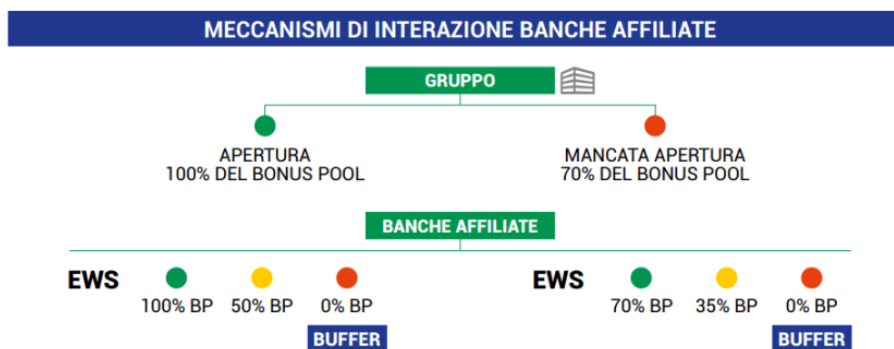 MECCANISMI DI INTERAZIONE BANCHE AFFILIATE
GRUPPO
APERTURA
100% DEL BONUS POOL
MANCATA APERTURA
70% DEL BONUS POOL
BANCHE AFFILIATE
EWS
100% BP 50% BP 0% BP
BUFFER
EWS
70% BP 35% BP 0% BP
BUFFER